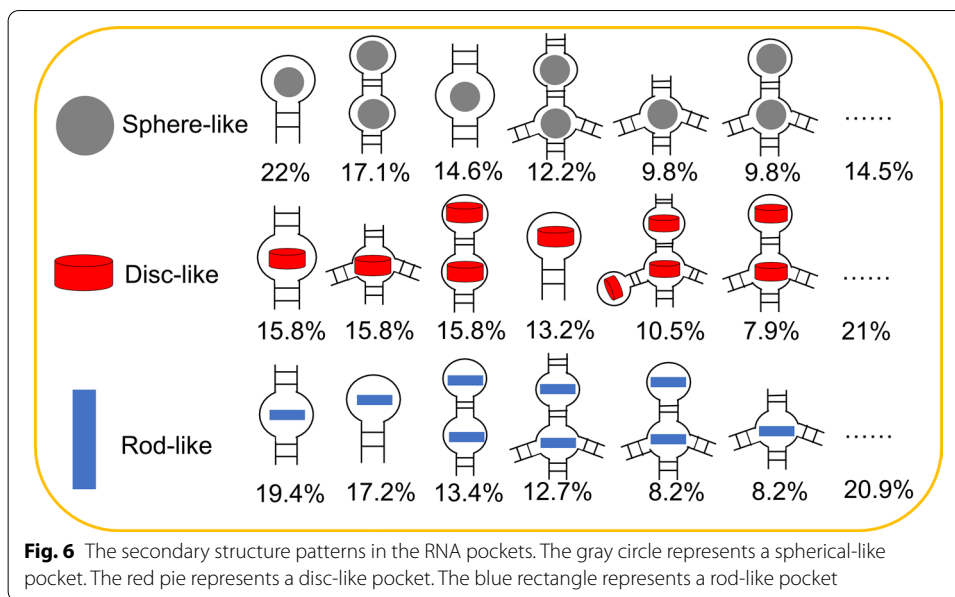 Sphere-like
22% 17.1% 14.6% 12.2% 9.8% 9.8% ...... 14.5%
Disc-like
15.8% 15.8% 15.8% 13.2% 10.5% 7.9% ...... 21%
Rod-like
19.4% 17.2% 13.4% 12.7% 8.2% 8.2% ...... 20.9%
Fig. 6 The secondary structure patterns in the RNA pockets. The gray circle represents a spherical-like
pocket. The red pie represents a disc-like pocket. The blue rectangle represents a rod-like pocket